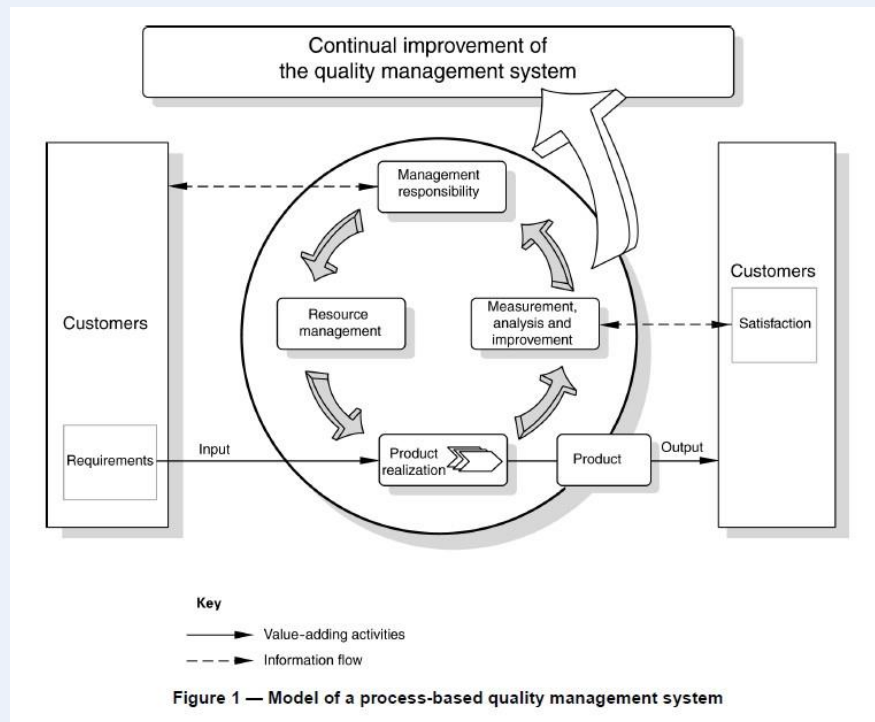 Continual improvement of
the quality management system
Management
responsibility
Customers
Resource
management
Measurement,
analysis and
improvement
Customers
Satisfaction
Requirements
Input
Product
realization
Product
Output
Key
Value-adding activities
Information flow
Figure 1 — Model of a process-based quality management system